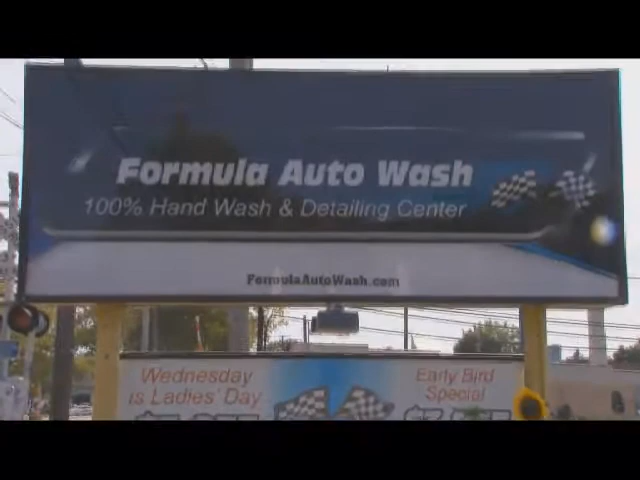 Formula Auto Wash
100% Hand Wash & Detailing Center
FormulaAutoWash.com
Wednesday
is Ladies' Day
Early Bird
Special